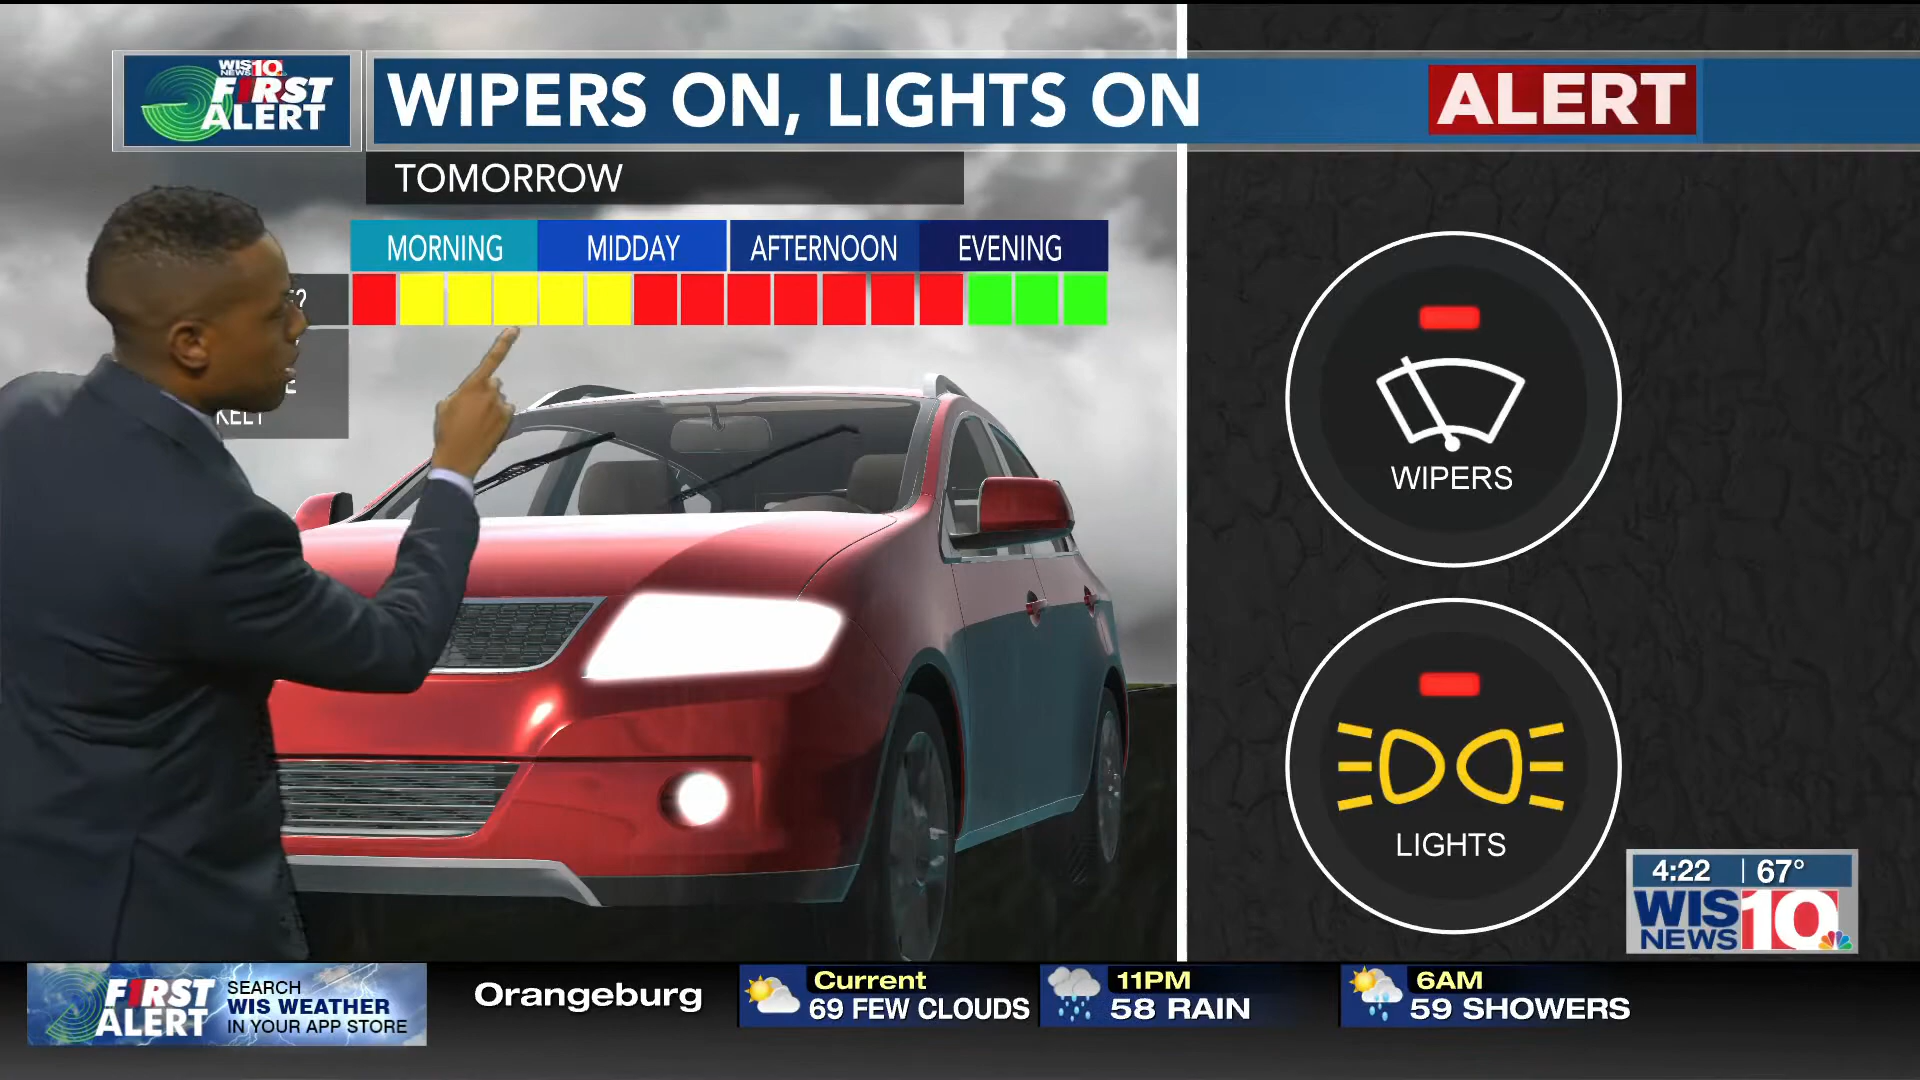 WIS NEWS 10
FIRST
ALERT
WIPERS ON, LIGHTS ON
ALERT
TOMORROW
MORNING MIDDAY AFTERNOON EVENING
WIPERS
LIGHTS
4:22 67°
WIS 10
NEWS
FIRST
ALERT
SEARCH
WIS WEATHER
IN YOUR APP STORE
Orangeburg
Current
69 FEW CLOUDS
11PM
58 RAIN
6AM
59 SHOWERS